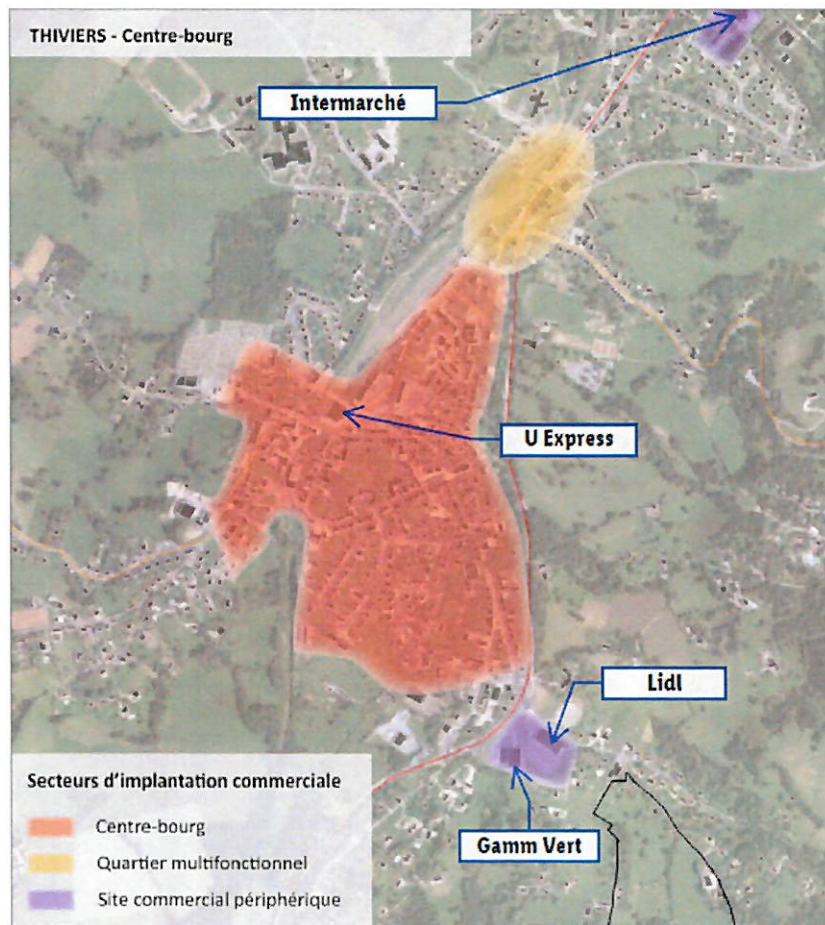 THIVIERS - Centre-bourg
Intermarché
U Express
Lidl
Gamm Vert
Secteurs d'implantation commerciale
Centre-bourg
Quartier multifonctionnel
Site commercial périphérique